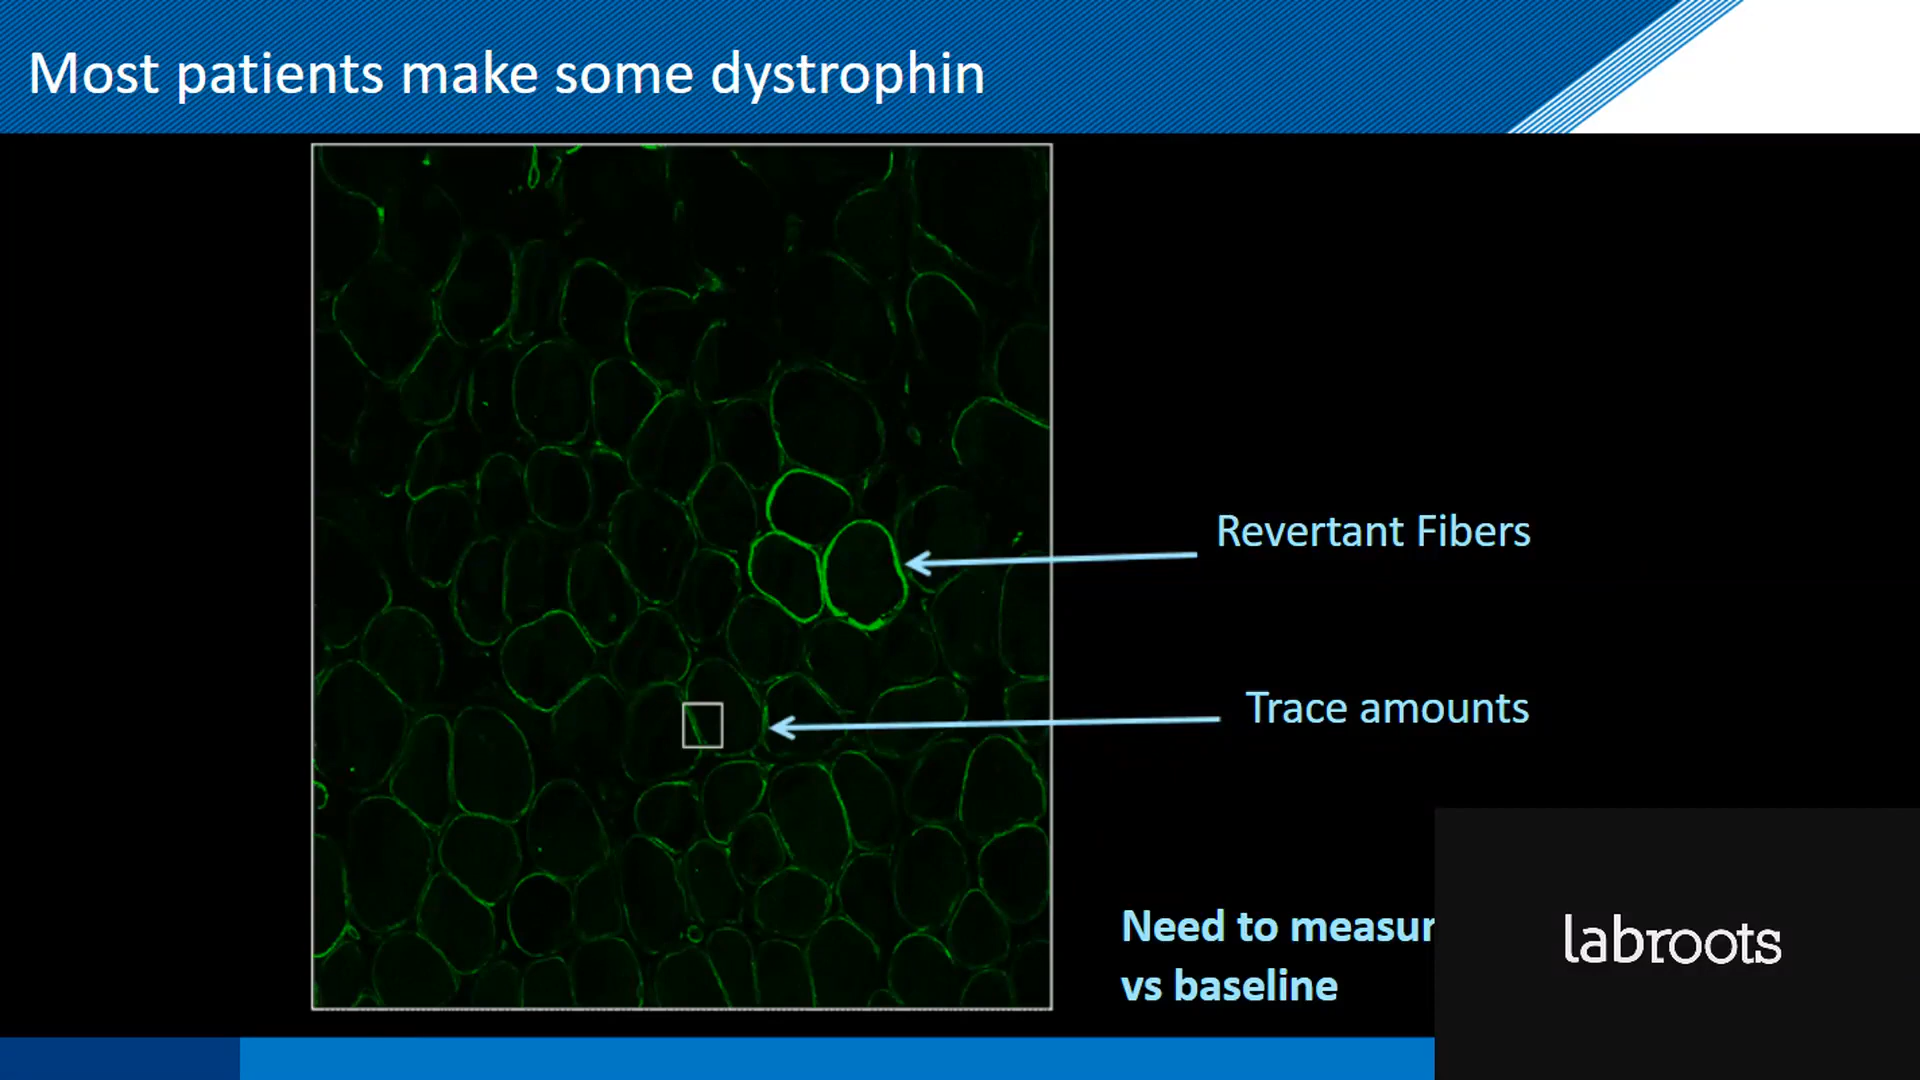 Most patients make some dystrophin
Revertant Fibers
Trace amounts
Need to measur
vs baseline
labroots